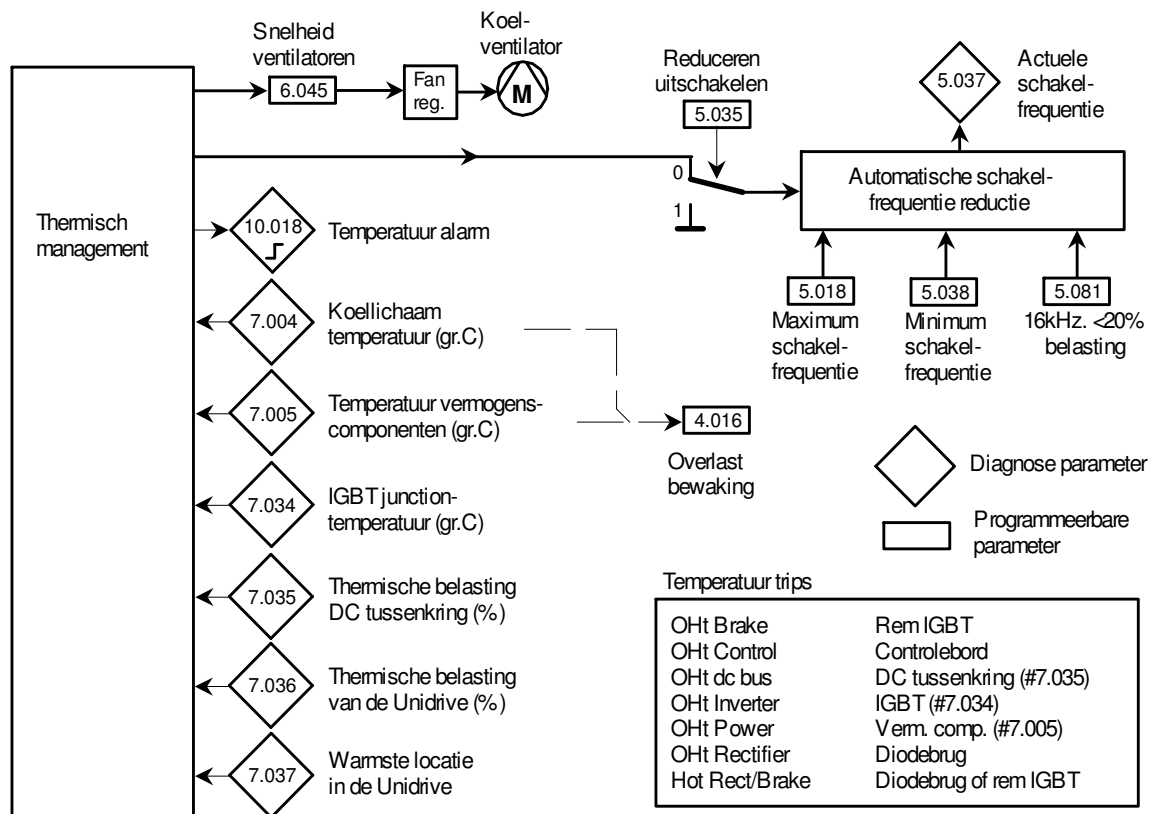 Snelheid
ventilatoren
6.045
Fan
reg.
Koel-
ventilator
M
Reduceren
uitschakelen
5.035
5.037
Actuele
schakel-
frequentie
0
1
Automatische schakel-
frequentie reductie
5.018
Maximum
schakel-
frequentie
5.038
Minimum
schakel-
frequentie
5.081
16kHz. <20%
belasting
Thermisch
management
10.018
Temperatuur alarm
7.004
Koellichaam
temperatuur (gr.C)
7.005
Temperatuur vermogens-
componenten (gr.C)
4.016
Overlast
bewaking
7.034
IGBT junction-
temperatuur (gr.C)
7.035
Thermische belasting
DC tussenkring (%)
7.036
Thermische belasting
van de Unidrive (%)
7.037
Warmste locatie
in de Unidrive
Diagnose parameter
Programmeerbare
parameter
Temperatuur trips
OHt Brake Rem IGBT
OHt Control Controlebord
OHt dc bus DC tussenkring (#7.035)
OHt Inverter IGBT (#7.034)
OHt Power Verm. comp. (#7.005)
OHt Rectifier Diodebrug
Hot Rect/Brake Diodebrug of rem IGBT